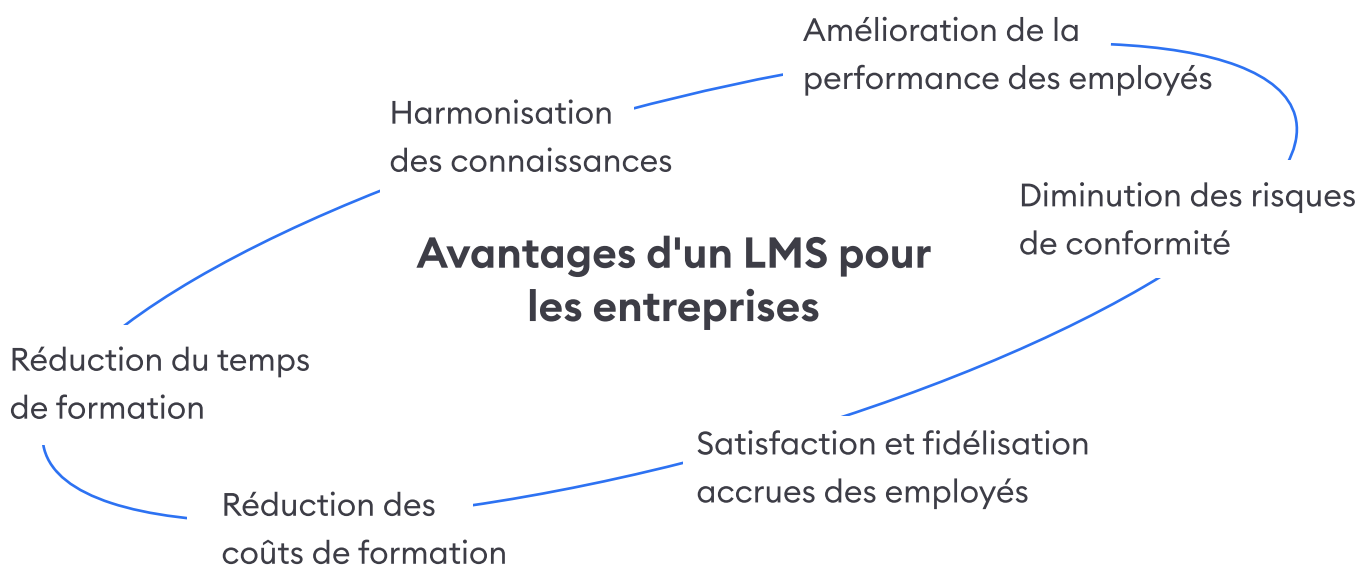 Amélioration de la
performance des employés
Harmonisation
des connaissances
Diminution des risques
de conformité
Avantages d'un LMS pour
les entreprises
Réduction du temps
de formation
Satisfaction et fidélisation
accrues des employés
Réduction des
coûts de formation